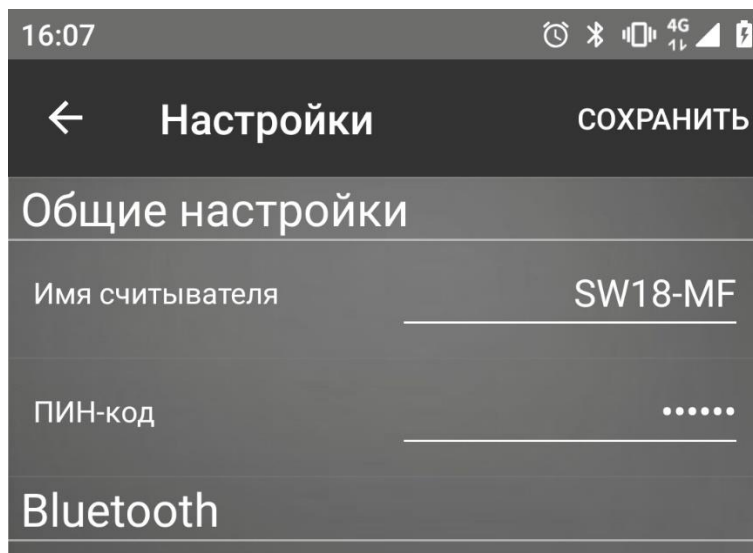 16:07
4G
Настройки
СОХРАНИТЬ
Общие настройки
Имя считывателя
SW18-MF
ПИН-код
••••••
Bluetooth